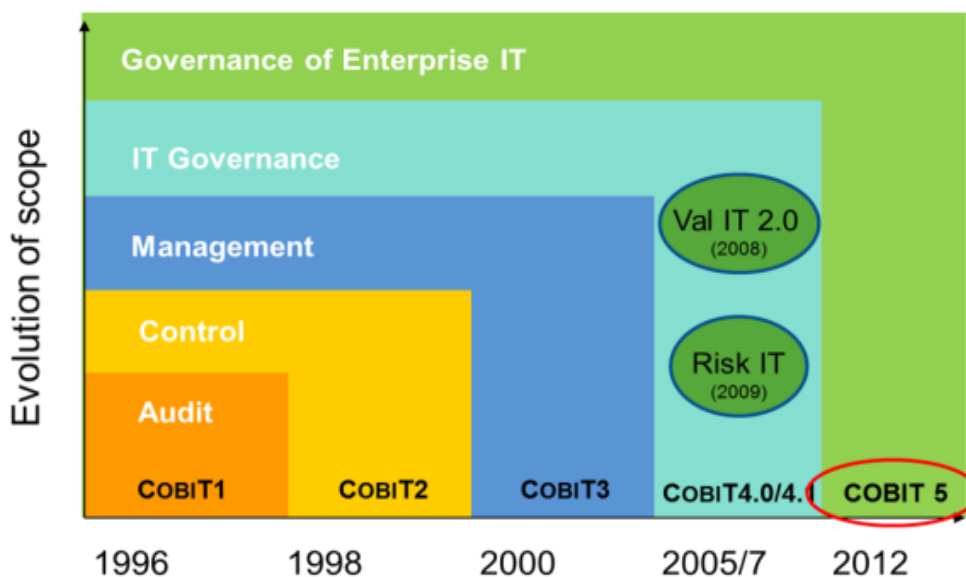 Governance of Enterprise IT
IT Governance
Val IT 2.0
(2008)
Management
Control
Risk IT
(2009)
Audit
COBIT1
COBIT2
COBIT3
COBIT4.0/4.1
COBIT 5
1996
1998
2000
2005/7
2012
Evolution of scope